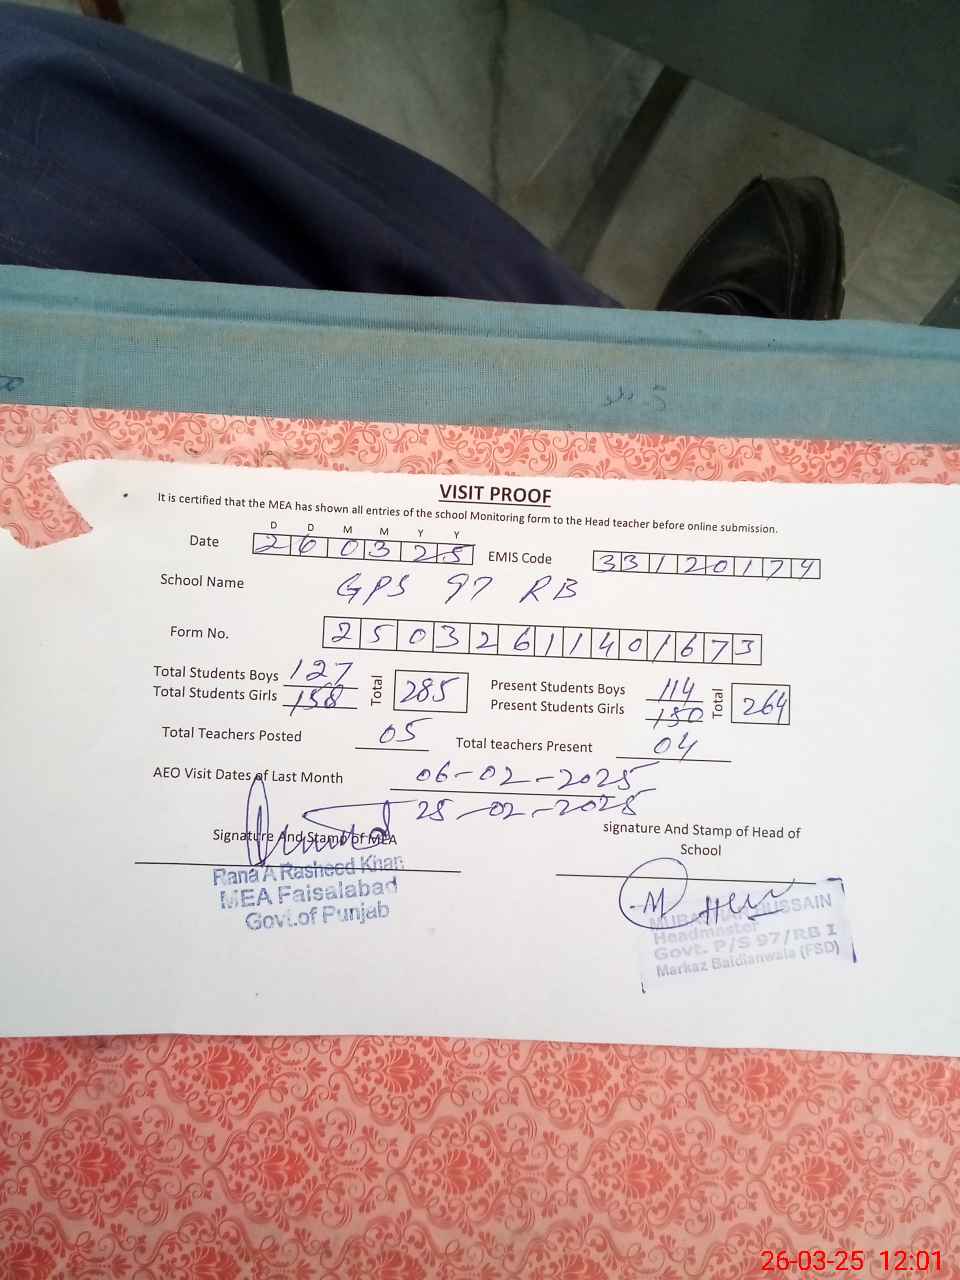 VISIT PROOF
It is certified that the MEA has shown all entries of the school Monitoring form to the Head teacher before online submission.
D D M M Y Y
Date 2 6 0 3 2 5 EMIS Code 3 3 1 2 0 1 7 4
School Name GPS 97 RB
Form No. 2 5 0 3 2 6 1 1 4 0 1 6 7 3
Total Students Boys 127 Total 285 Present Students Boys 114 Total 264
Total Students Girls 158 Present Students Girls 150
Total Teachers Posted 05 Total teachers Present 04
AEO Visit Dates of Last Month 06-02-2025
25-02-2025
Signature And Stamp of MEA signature And Stamp of Head of School
Rana A Rasheed Khan
MEA Faisalabad
Govt.of Punjab
HUSSAIN
Headmaster
Govt. P/S 97/RB I
Markaz Baidianwala (FSD)
26-03-25 12:01